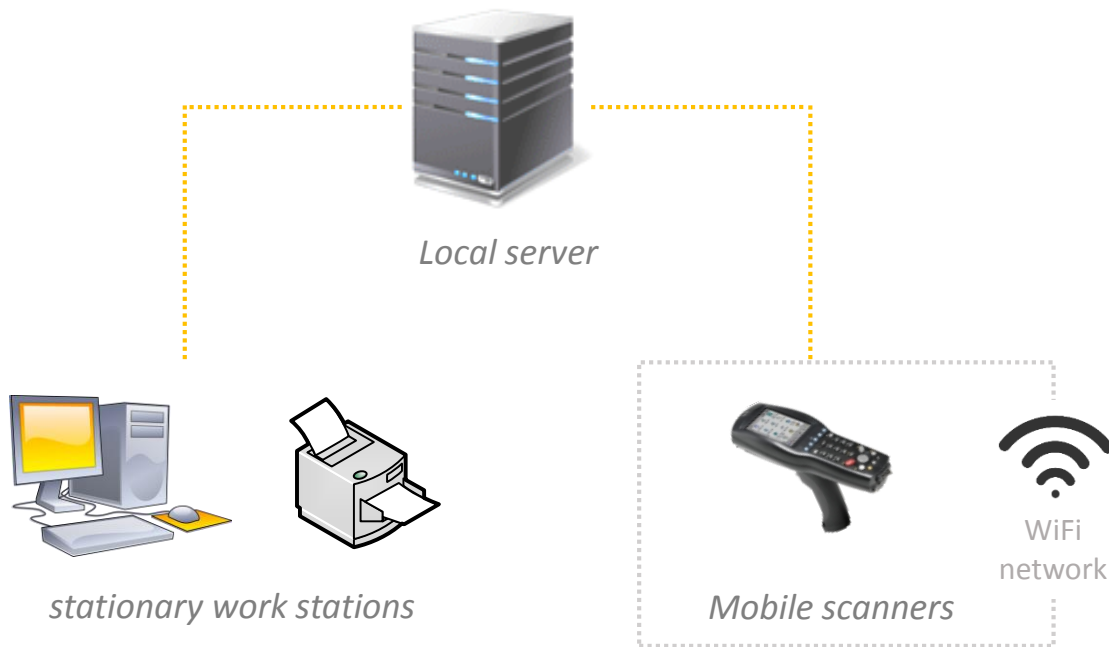 Local server
stationary work stations
Mobile scanners
WiFi
network